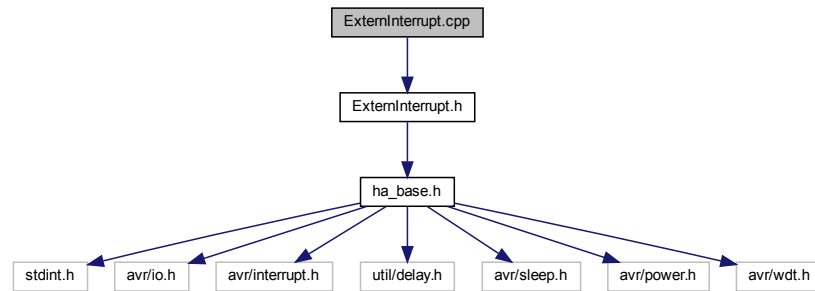 ExternInterrupt.cpp
ExternInterrupt.h
ha_base.h
stdint.h avr/io.h avr/interrupt.h util/delay.h avr/sleep.h avr/power.h avr/wdt.h